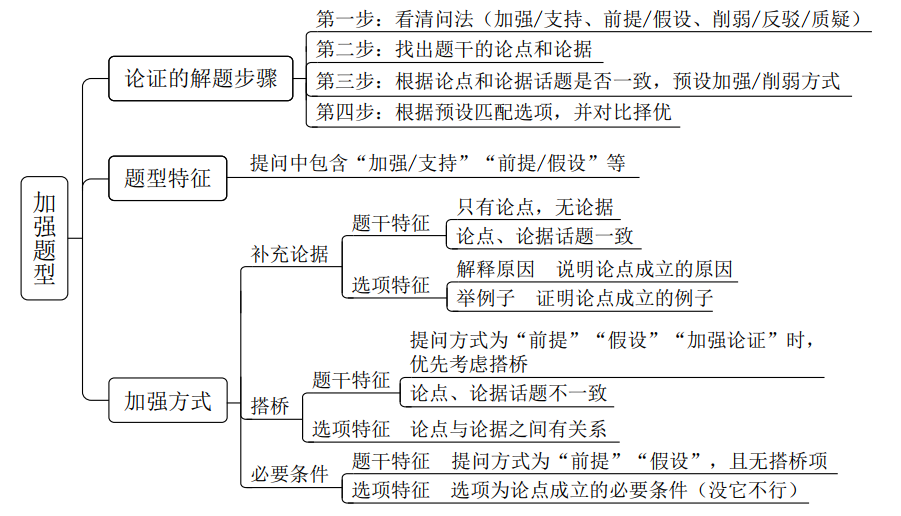 加强题型
论证的解题步骤
第一步：看清问法（加强/支持、前提/假设、削弱/反驳/质疑）
第二步：找出题干的论点和论据
第三步：根据论点和论据话题是否一致，预设加强/削弱方式
第四步：根据预设匹配选项，并对比择优
题型特征
提问中包含“加强/支持”“前提/假设”等
加强方式
补充论据
题干特征
只有论点，无论据
论点、论据话题一致
选项特征
解释原因 说明论点成立的原因
举例子 证明论点成立的例子
搭桥
题干特征
提问方式为“前提”“假设”“加强论证”时，
优先考虑搭桥
论点、论据话题不一致
选项特征 论点与论据之间有关系
必要条件
题干特征 提问方式为“前提”“假设”，且无搭桥项
选项特征 选项为论点成立的必要条件（没它不行）